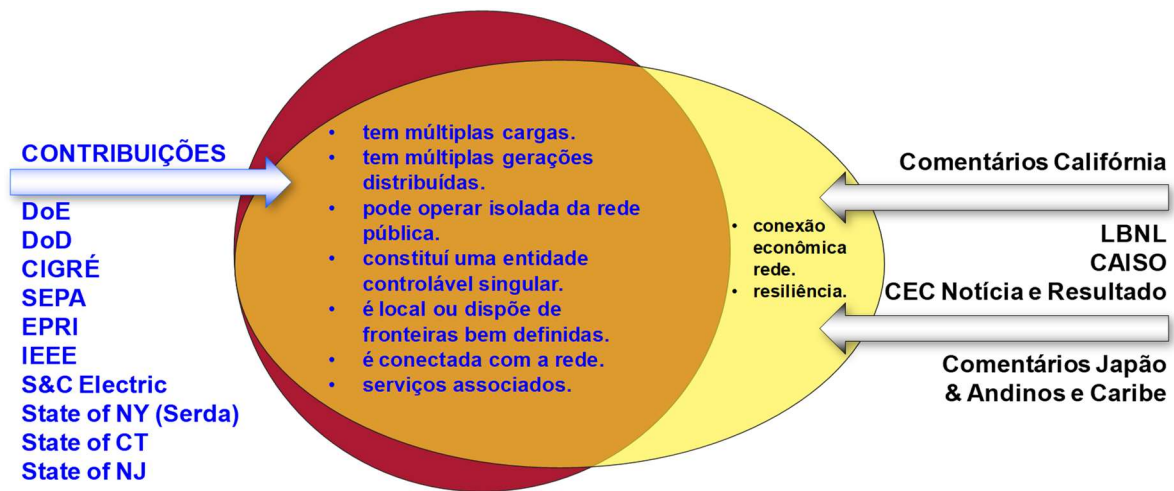 CONTRIBUIÇÕES
DoE
DoD
CIGRÉ
SEPA
EPRI
IEEE
S&C Electric
State of NY (Serda)
State of CT
State of NJ
• tem múltiplas cargas.
• tem múltiplas gerações
distribuídas.
• pode operar isolada da rede
pública.
• constituí uma entidade
controlável singular.
• é local ou dispõe de
fronteiras bem definidas.
• é conectada com a rede.
• serviços associados.
• conexão
econômica
rede.
• resiliência.
Comentários Califórnia
LBNL
CAISO
CEC Notícia e Resultado
Comentários Japão
& Andinos e Caribe